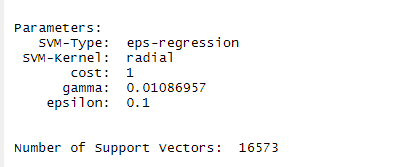 Parameters:
SVM-Type: eps-regression
SVM-Kernel: radial
cost: 1
gamma: 0.01086957
epsilon: 0.1
Number of Support Vectors: 16573